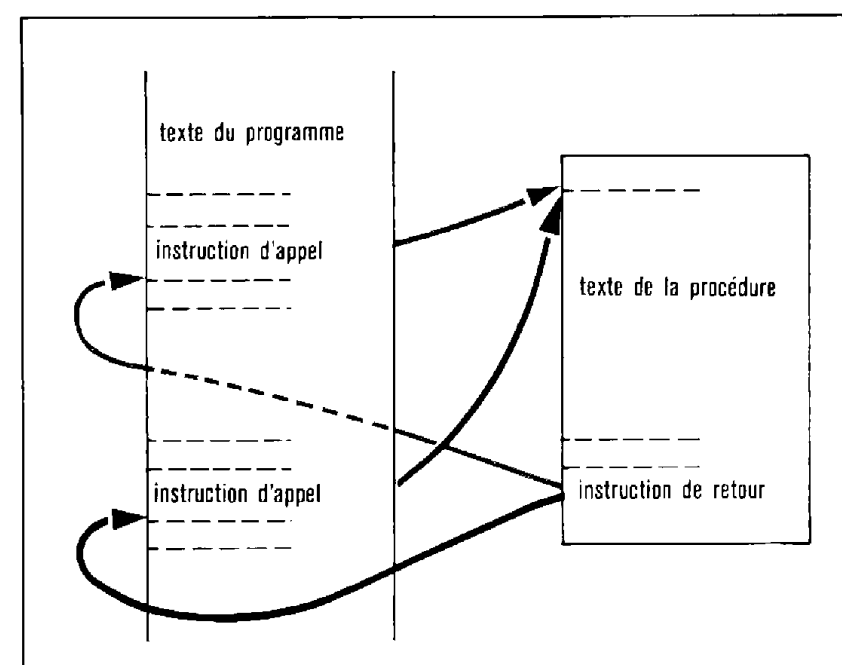 texte du programme
instruction d'appel
texte de la procédure
instruction d'appel
instruction de retour